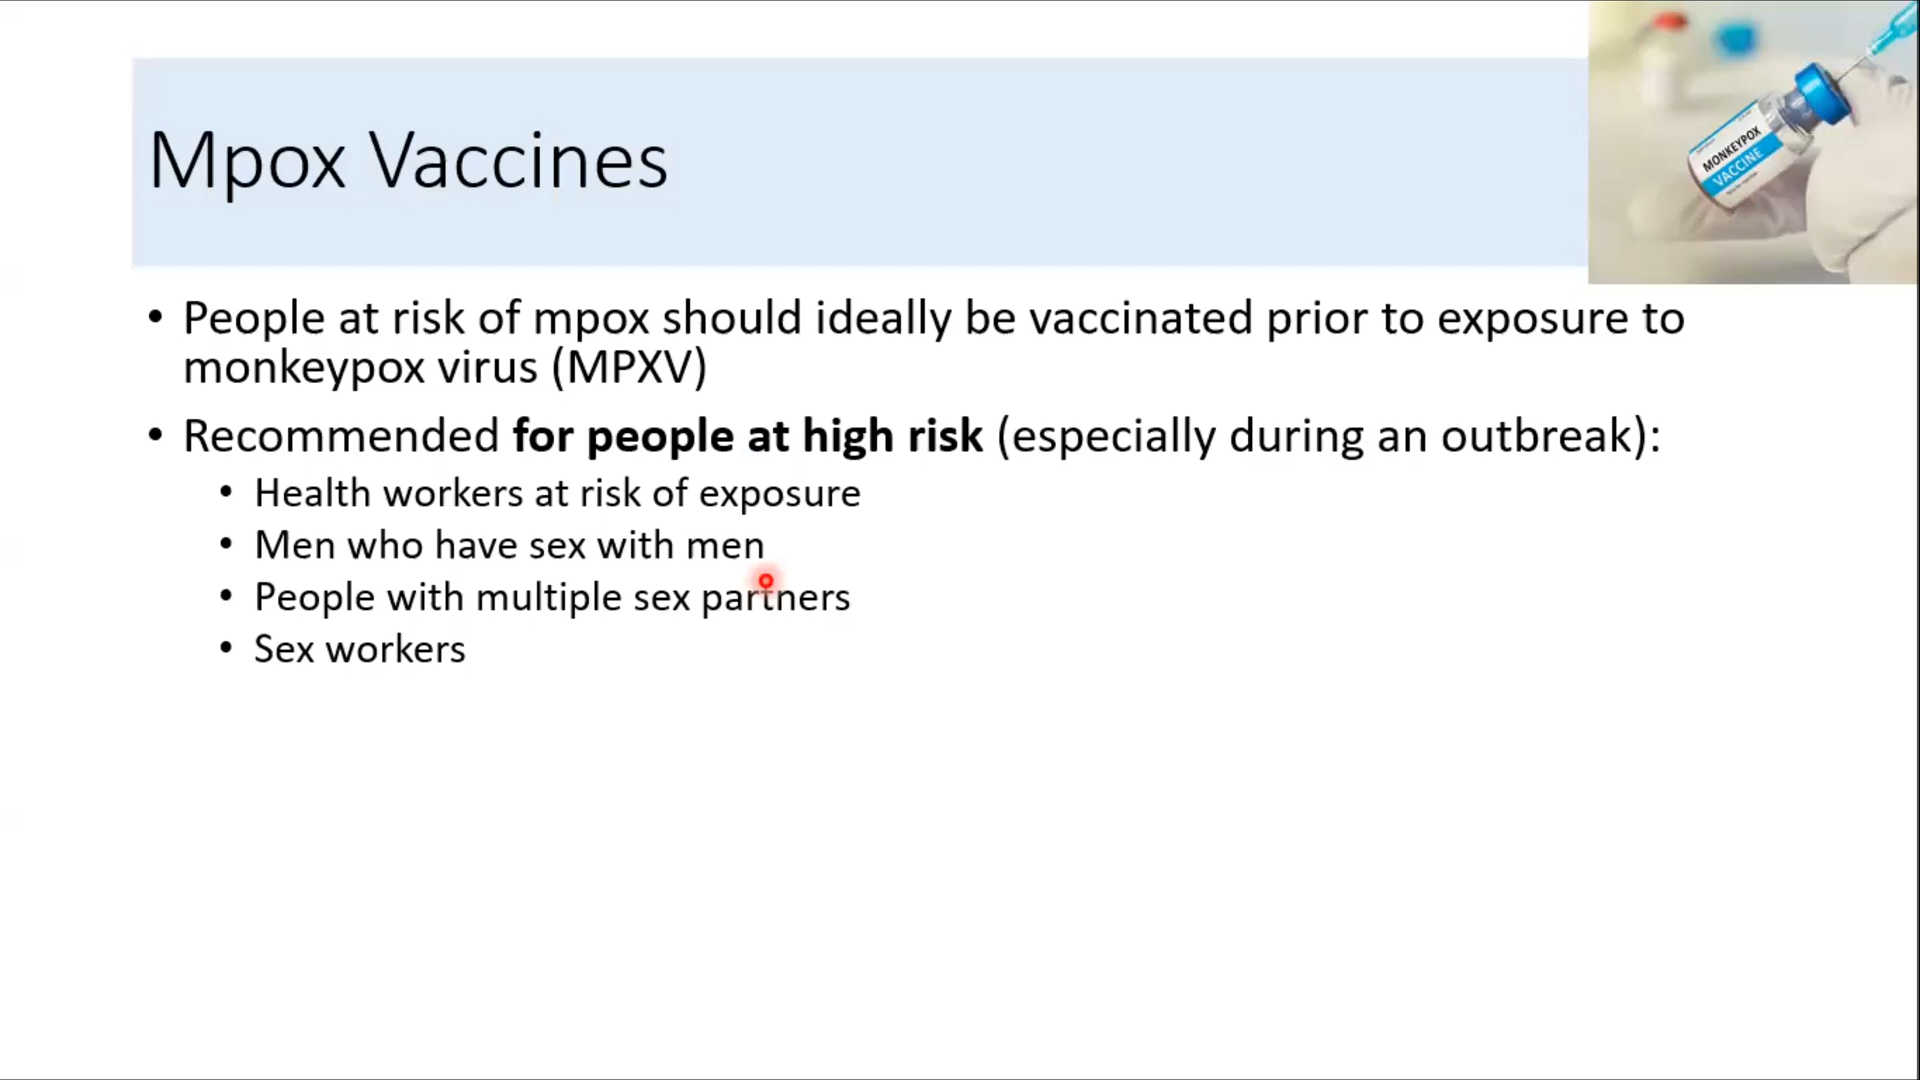 Mpox Vaccines
MONKEYPOX
VACCINE
• People at risk of mpox should ideally be vaccinated prior to exposure to
monkeypox virus (MPXV)
• Recommended for people at high risk (especially during an outbreak):
• Health workers at risk of exposure
• Men who have sex with men
• People with multiple sex partners
• Sex workers